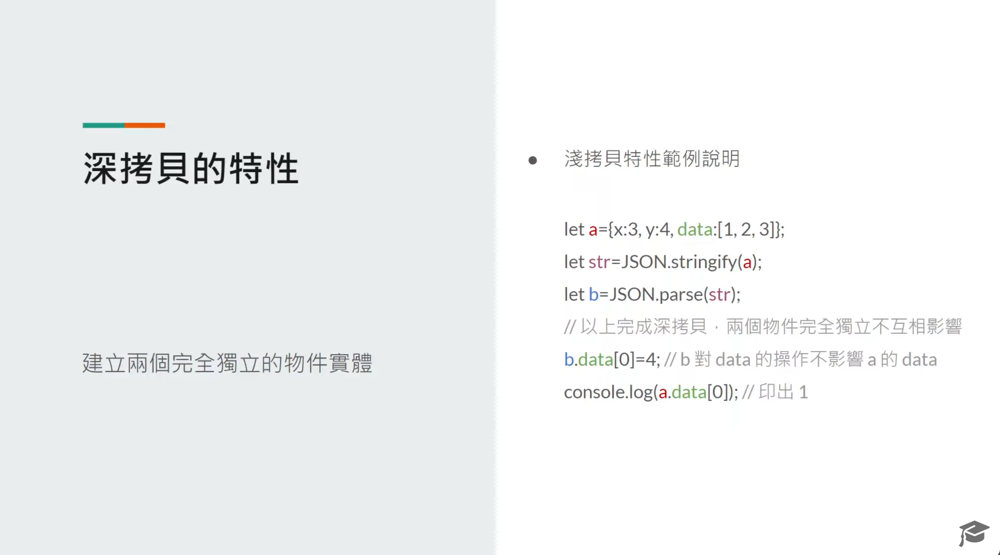 深拷貝的特性
建立兩個完全獨立的物件實體
● 淺拷貝特性範例說明
let a={x:3, y:4, data:[1, 2, 3]};
let str=JSON.stringify(a);
let b=JSON.parse(str);
// 以上完成深拷貝，兩個物件完全獨立不互相影響
b.data[0]=4; // b 對 data 的操作不影響 a 的 data
console.log(a.data[0]); // 印出 1